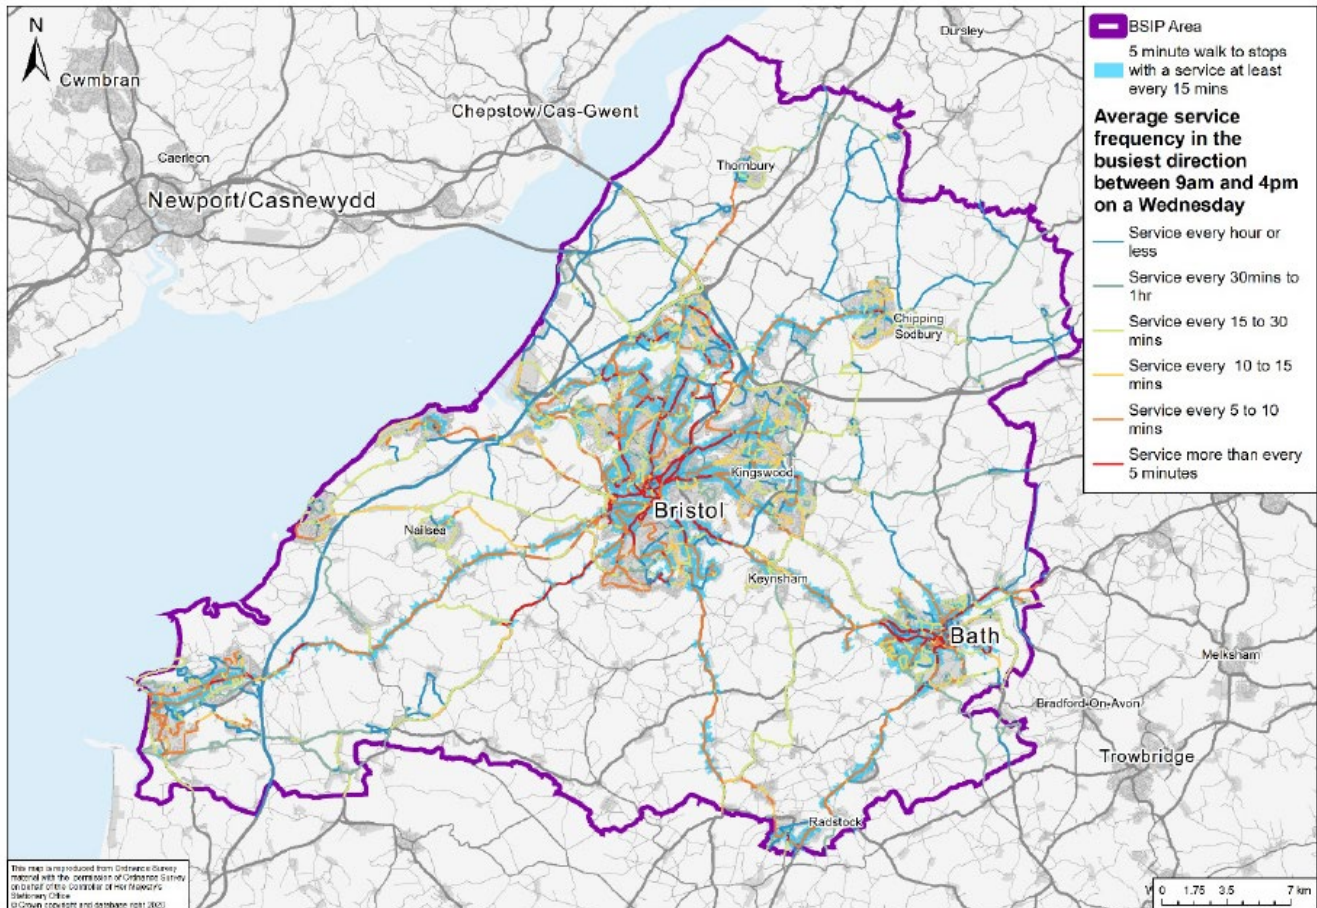 N
Cwmbran
Chepstow/Cas-Gwent
Dursley
Caerleon
Newport/Casnewydd
Thornbury
Chipping
Sodbury
Kingswood
Bristol
Nailsea
Keynsham
Bath
Melksham
Bradford-On-Avon
Trowbridge
Radstock
BSIP Area
5 minute walk to stops
with a service at least
every 15 mins
Average service
frequency in the
busiest direction
between 9am and 4pm
on a Wednesday
Service every hour or
less
Service every 30mins to
1hr
Service every 15 to 30
mins
Service every 10 to 15
mins
Service every 5 to 10
mins
Service more than every
5 minutes
This map is reproduced from Ordnance Survey
material with the permission of Ordnance Survey
on behalf of the Controller of Her Majesty's
Stationery Office
© Crown copyright and database right 2020
0 1.75 3.5 7 km